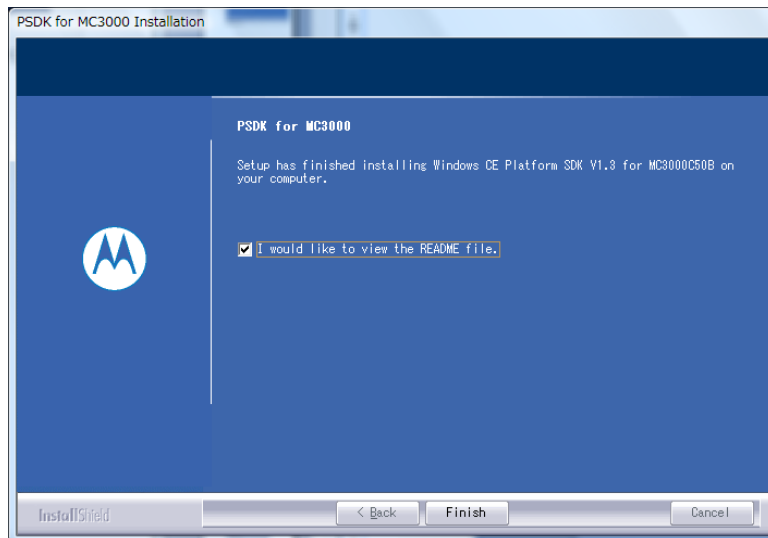 PSDK for MC3000 Installation
PSDK for MC3000
Setup has finished installing Windows CE Platform SDK V1.3 for MC3000C50B on
your computer.
I would like to view the README file.
InstallShield
< Back
Finish
Cancel